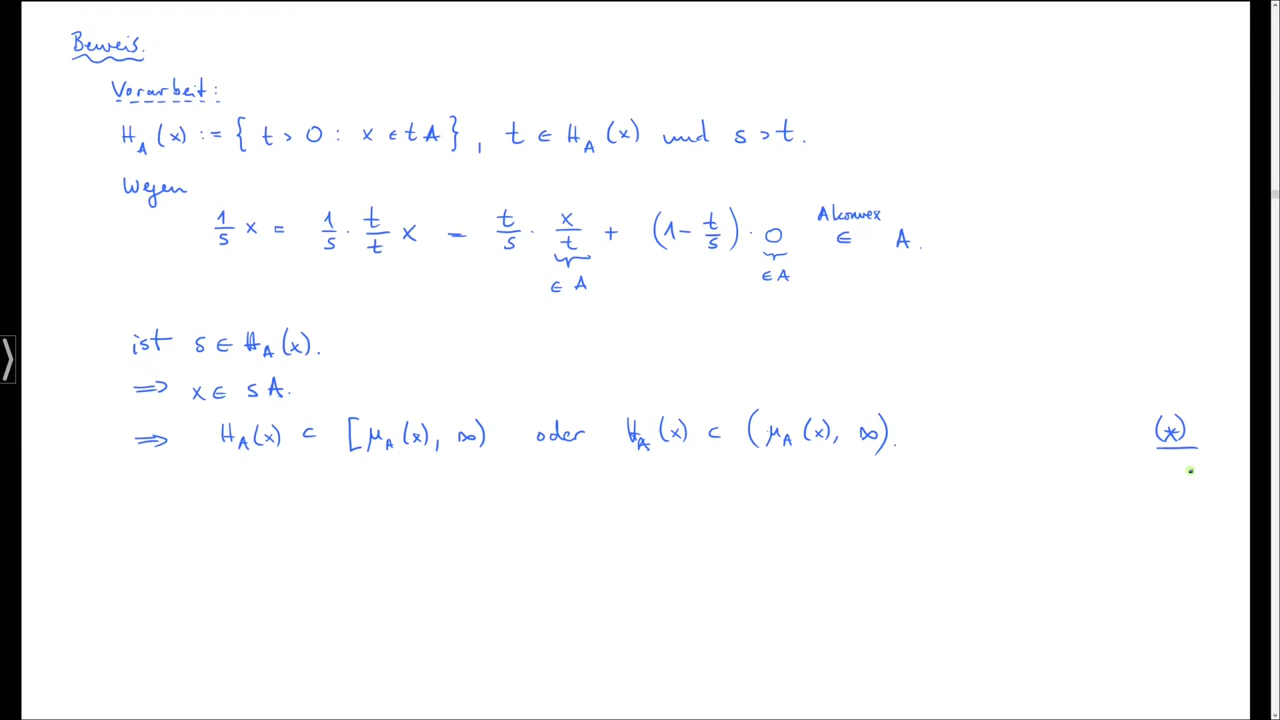 Beweis.
Vorarbeit:
H_A(x) := { t > 0 : x ∈ tA }, t ∈ H_A(x) und s > t.
Wegen
1/s x = 1/s · t/t x = t/s · x/t + (1 - t/s) · 0 ∈ A.
A konvex
∈ A ∈ A
ist s ∈ H_A(x).
⟹ x ∈ sA.
⟹ H_A(x) ⊂ [μ_A(x), ∞) oder H_A(x) ⊂ (μ_A(x), ∞). (*)